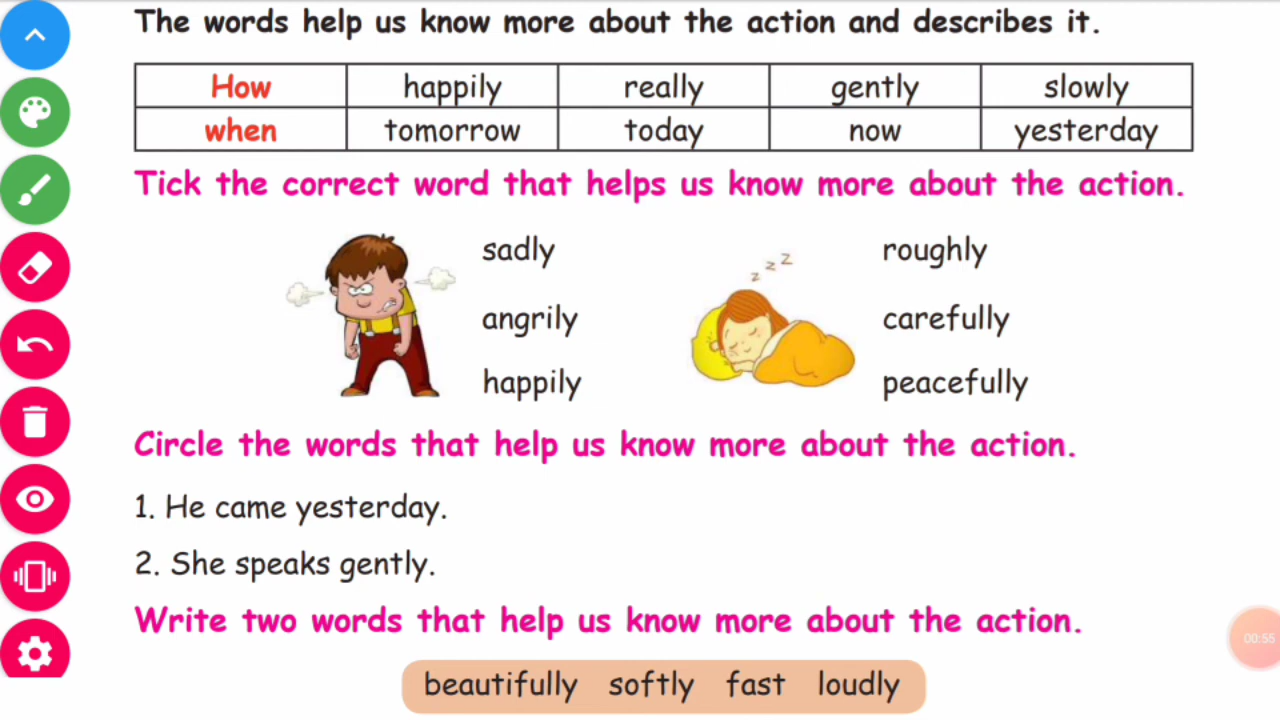 The words help us know more about the action and describes it.
How happily really gently slowly
when tomorrow today now yesterday
Tick the correct word that helps us know more about the action.
z z z
sadly roughly
angrily carefully
happily peacefully
Circle the words that help us know more about the action.
1. He came yesterday.
2. She speaks gently.
Write two words that help us know more about the action.
00:55
beautifully softly fast loudly